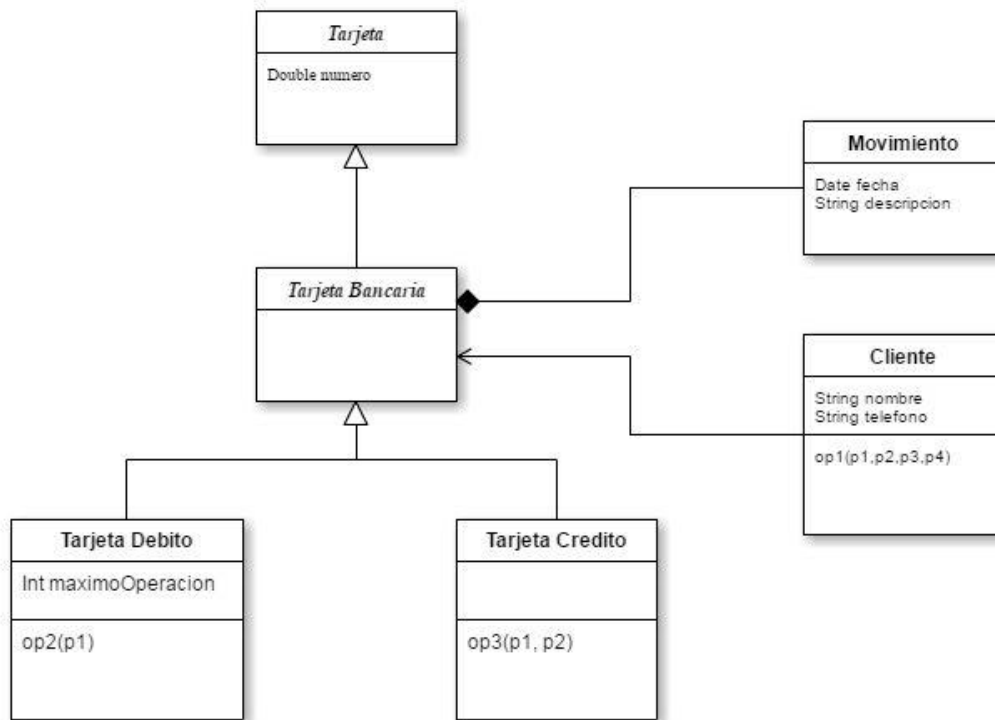 Tarjeta
Double numero
Movimiento
Date fecha
String descripcion
Tarjeta Bancaria
Cliente
String nombre
String telefono
op1(p1,p2,p3,p4)
Tarjeta Debito
Int maximoOperacion
op2(p1)
Tarjeta Credito
op3(p1, p2)